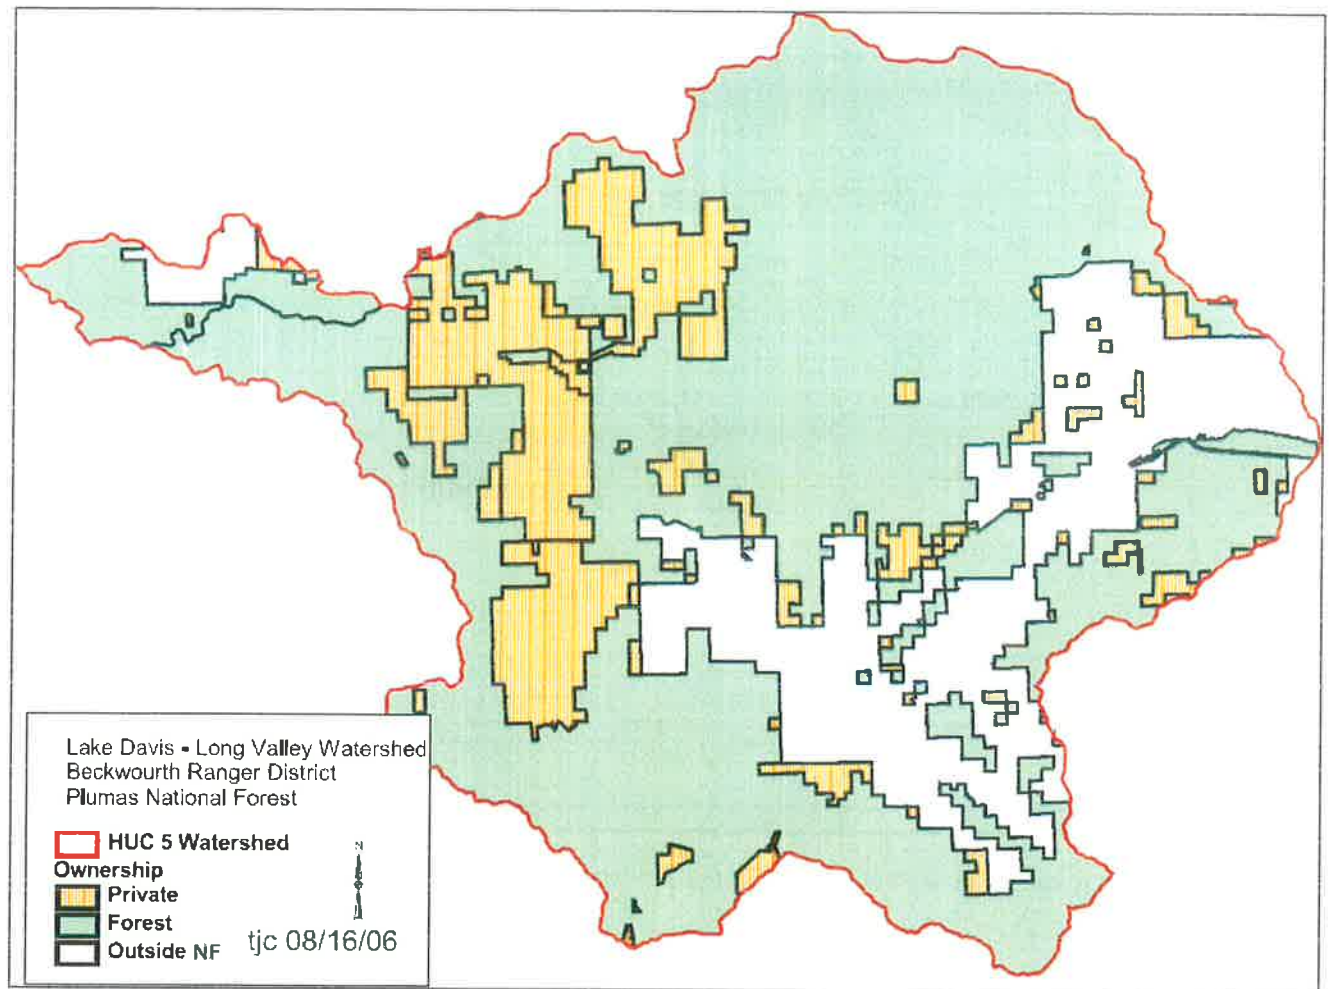 Lake Davis - Long Valley Watershed
Beckwourth Ranger District
Plumas National Forest
HUC 5 Watershed
N
Ownership
Private
Forest
Outside NF
tjc 08/16/06